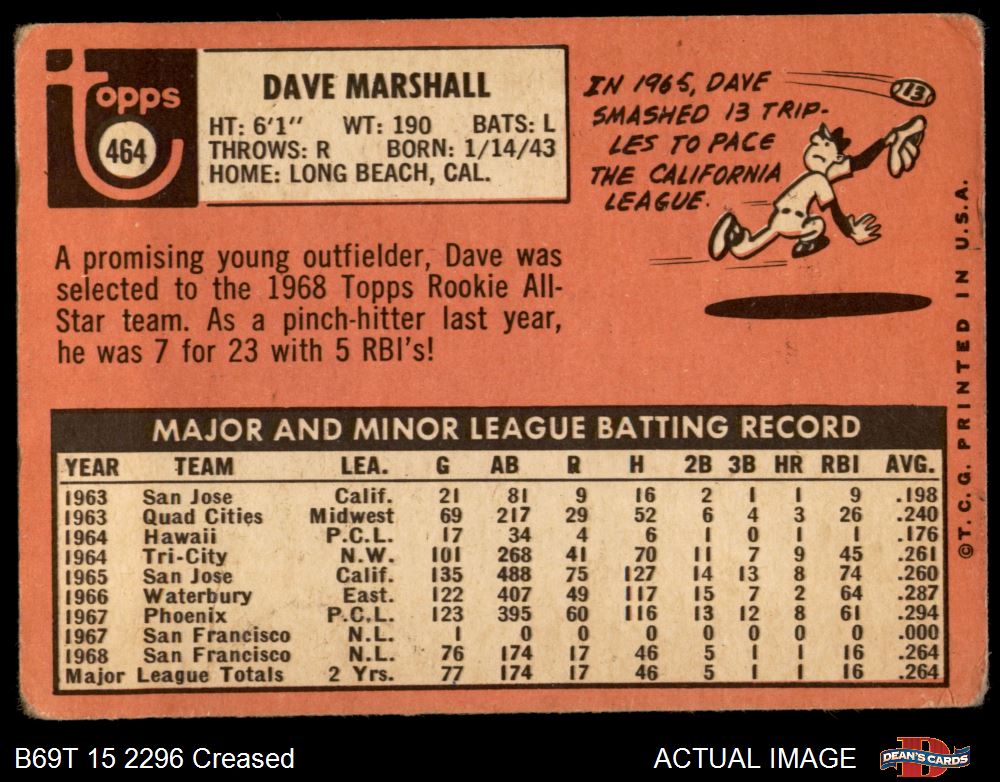 topps
464
DAVE MARSHALL
HT: 6'1" WT: 190 BATS: L
THROWS: R BORN: 1/14/43
HOME: LONG BEACH, CAL.
IN 1965, DAVE
SMASHED 13 TRIP-
LES TO PACE
THE CALIFORNIA
LEAGUE.
13
A promising young outfielder, Dave was
selected to the 1968 Topps Rookie All-
Star team. As a pinch-hitter last year,
he was 7 for 23 with 5 RBI's!
MAJOR AND MINOR LEAGUE BATTING RECORD
YEAR TEAM LEA. G AB R H 2B 3B HR RBI AVG.
1963 San Jose Calif. 21 81 9 16 2 1 1 9 .198
1963 Quad Cities Midwest 69 217 29 52 6 4 3 26 .240
1964 Hawaii P.C.L. 17 34 4 6 1 0 1 1 .176
1964 Tri-City N.W. 101 268 41 70 11 7 9 45 .261
1965 San Jose Calif. 135 488 75 127 14 13 8 74 .260
1966 Waterbury East. 122 407 49 117 15 7 2 64 .287
1967 Phoenix P.C.L. 123 395 60 116 13 12 8 61 .294
1967 San Francisco N.L. 1 0 0 0 0 0 0 0 .000
1968 San Francisco N.L. 76 174 17 46 5 1 1 16 .264
Major League Totals 2 Yrs. 77 174 17 46 5 1 1 16 .264
© T. C. G. PRINTED IN U.S.A.
B69T 15 2296 Creased
ACTUAL IMAGE
D
DEAN'S CARDS